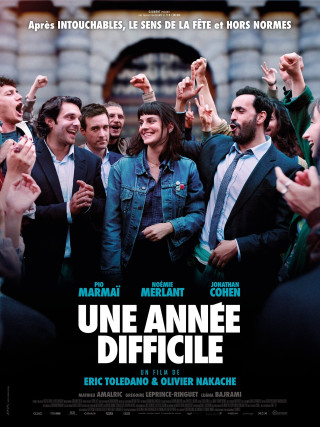 Après INTOUCHABLES, LE SENS DE LA FÊTE et HORS NORMES
PIO NOÉMIE JONATHAN
MARMAÏ MERLANT COHEN
UNE ANNÉE
DIFFICILE
UN FILM DE
ERIC TOLEDANO & OLIVIER NAKACHE
MATHIEU AMALRIC GRÉGOIRE LEPRINCE-RINGUET LUÀNA BAJRAMI